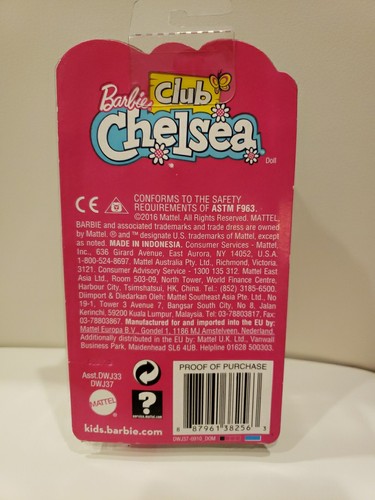 Barbie
Club
Chelsea
Doll
CE
CONFORMS TO THE SAFETY
REQUIREMENTS OF ASTM F963.
©2016 Mattel. All Rights Reserved. MATTEL,
BARBIE and associated trademarks and trade dress are owned
by Mattel. ® and ™ designate U.S. trademarks of Mattel, except
as noted. MADE IN INDONESIA. Consumer Services - Mattel,
Inc., 636 Girard Avenue, East Aurora, NY 14052, U.S.A.
1-800-524-8697. Mattel Australia Pty. Ltd., Richmond, Victoria,
3121. Consumer Advisory Service - 1300 135 312. Mattel East
Asia Ltd., Room 503-09, North Tower, World Finance Centre,
Harbour City, Tsimshatsui, HK, China. Tel.: (852) 3185-6500.
Diimport & Diedarkan Oleh: Mattel Southeast Asia Pte. Ltd., No
19-1, Tower 3 Avenue 7, Bangsar South City, No 8, Jalan
Kerinchi, 59200 Kuala Lumpur, Malaysia. Tel: 03-78803817, Fax:
03-78803867. Manufactured for and imported into the EU by:
Mattel Europa B.V., Gondel 1, 1186 MJ Amstelveen, Nederland.
Additionally distributed in the EU by: Mattel U.K. Ltd., Vanwall
Business Park, Maidenhead SL6 4UB. Helpline 01628 500303.
Asst.DWJ33
DWJ37
MATTEL
?
service.mattel.com
kids.barbie.com
PROOF OF PURCHASE
8 87961 38256 3
DWJ37-0910